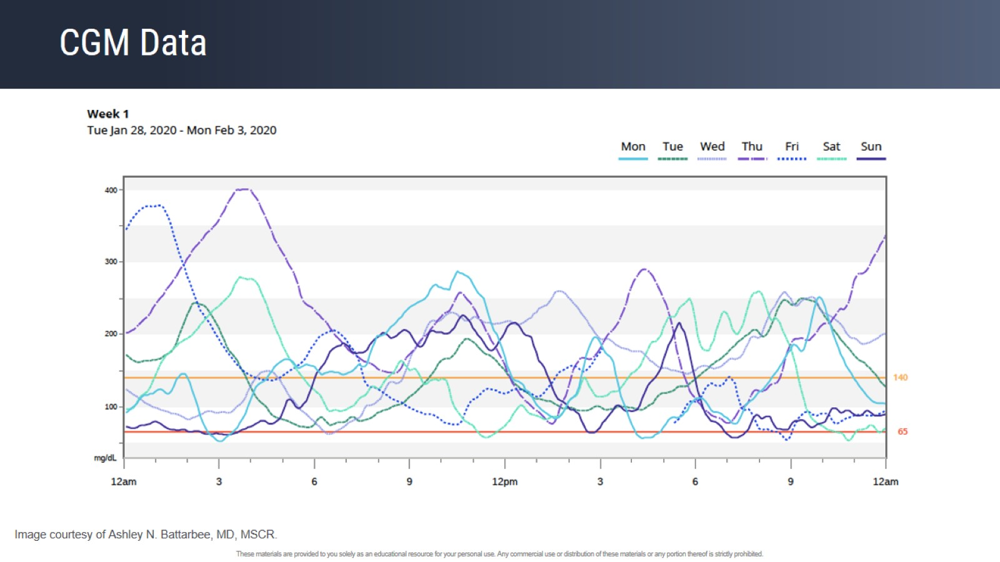 CGM Data
Week 1
Tue Jan 28, 2020 - Mon Feb 3, 2020
Mon Tue Wed Thu Fri Sat Sun
400
300
200
140
100
65
mg/dL
12am 3 6 9 12pm 3 6 9 12am
Image courtesy of Ashley N. Battarbee, MD, MSCR.
These materials are provided to you solely as an educational resource for your personal use. Any commercial use or distribution of these materials or any portion thereof is strictly prohibited.